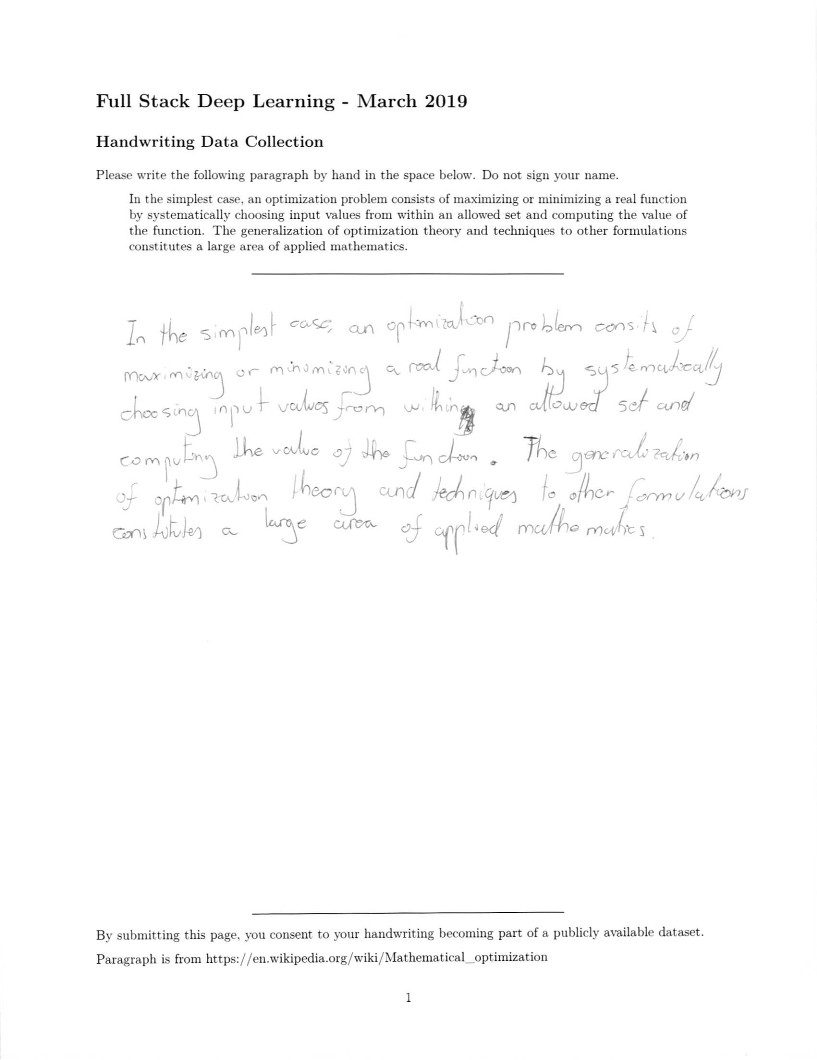 Full Stack Deep Learning - March 2019
Handwriting Data Collection
Please write the following paragraph by hand in the space below. Do not sign your name.
In the simplest case, an optimization problem consists of maximizing or minimizing a real function
by systematically choosing input values from within an allowed set and computing the value of
the function. The generalization of optimization theory and techniques to other formulations
constitutes a large area of applied mathematics.
In the simplest case, an optimization problem consits of
maximizing or minimizing a real function by systematically
choosing input values from within an allowed set and
computing the value of the function. The generalization
of optimization theory and techniques to other formulations
constitutes a large area of applied mathematics.
By submitting this page, you consent to your handwriting becoming part of a publicly available dataset.
Paragraph is from https://en.wikipedia.org/wiki/Mathematical_optimization
1